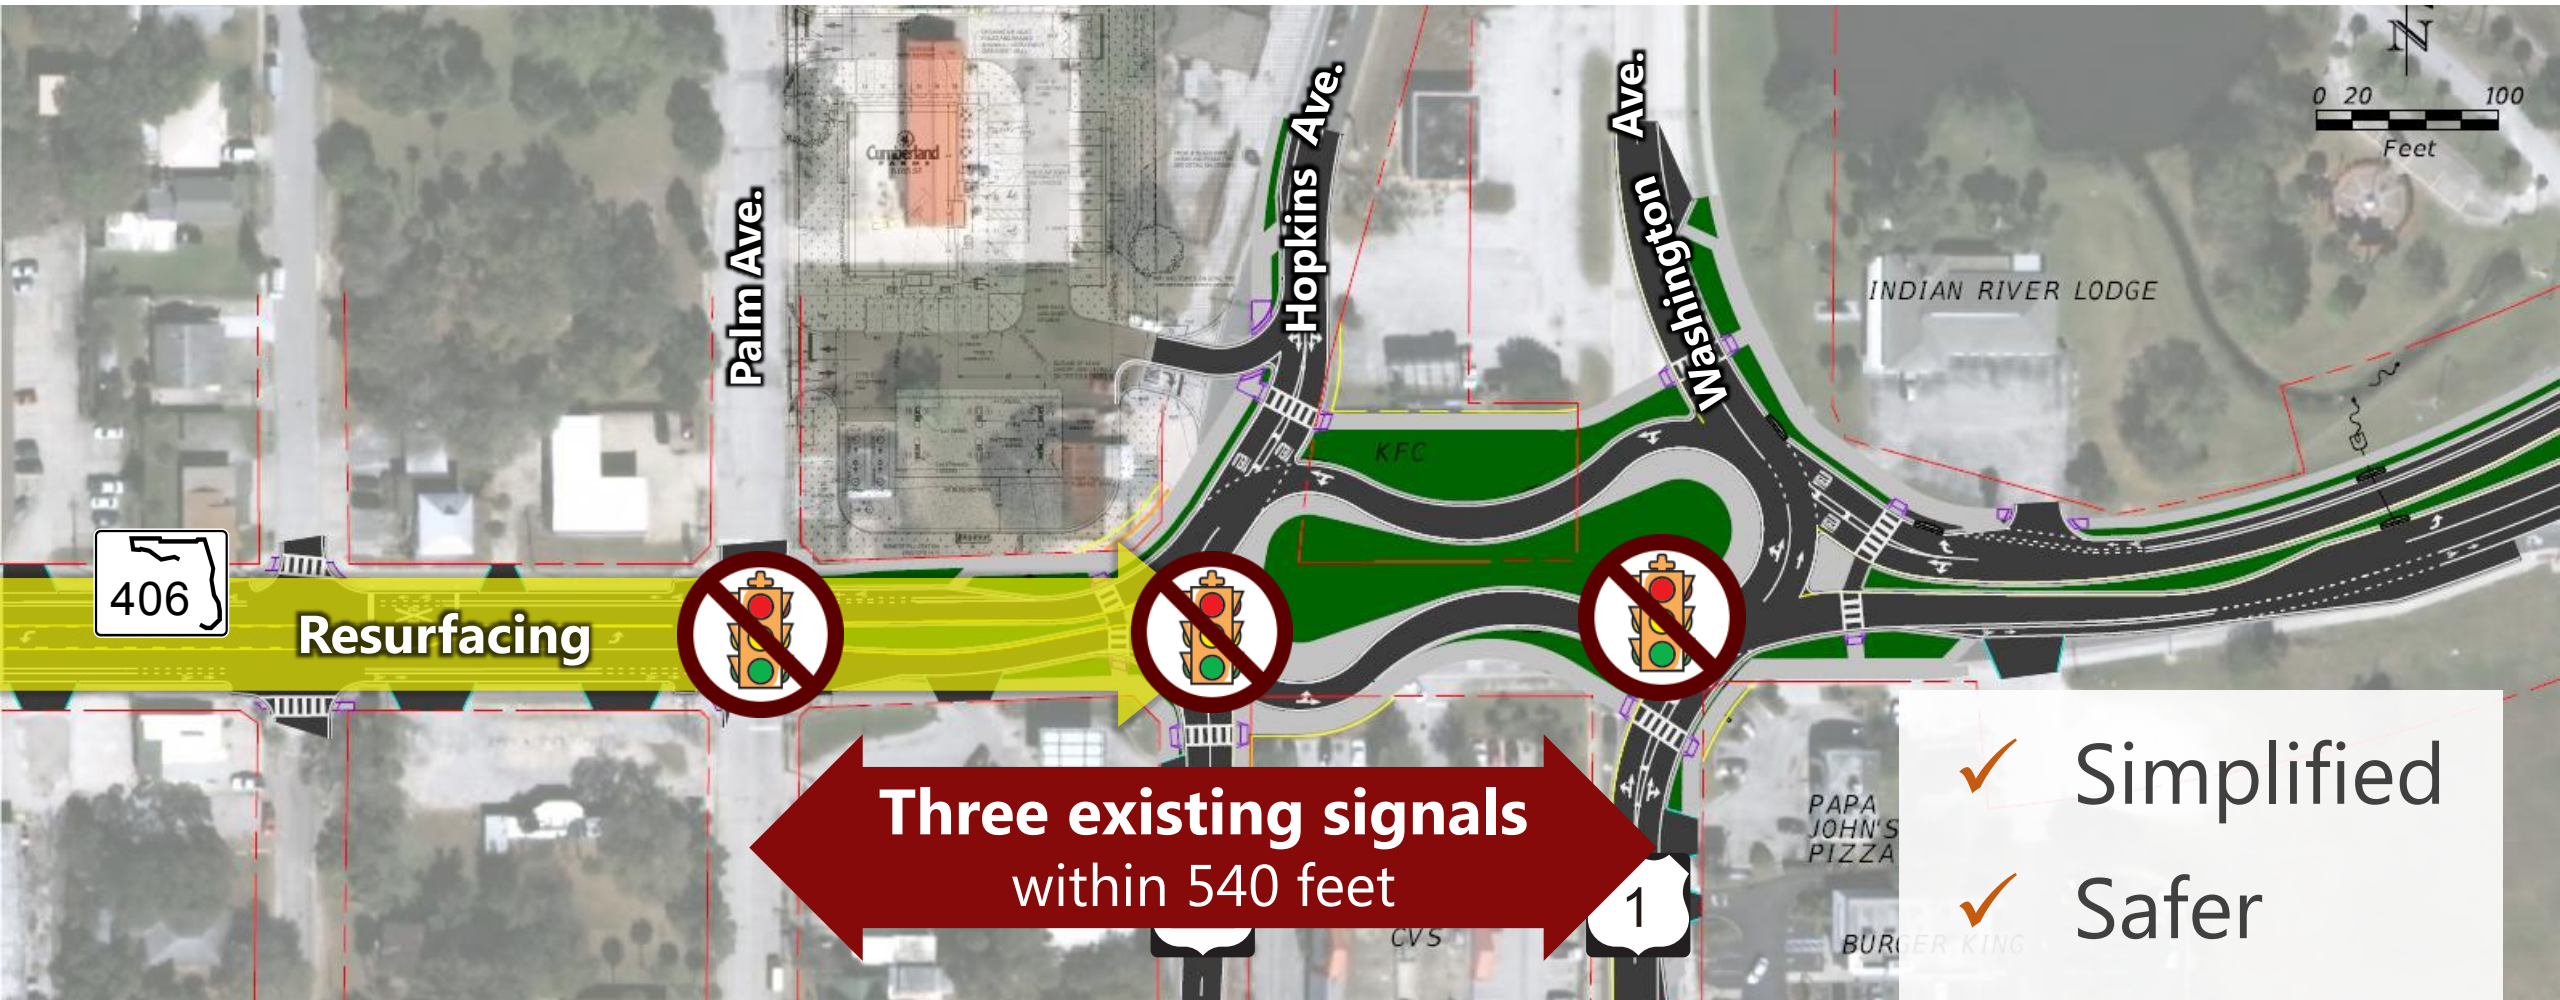 N
0 20 100
Feet
Cumberland
FARMS
Palm Ave.
Hopkins Ave.
Washington Ave.
INDIAN RIVER LODGE
KFC
406
Resurfacing
Three existing signals
within 540 feet
1
CVS
PAPA
JOHN'S
PIZZA
BURGER KING
✓ Simplified
✓ Safer